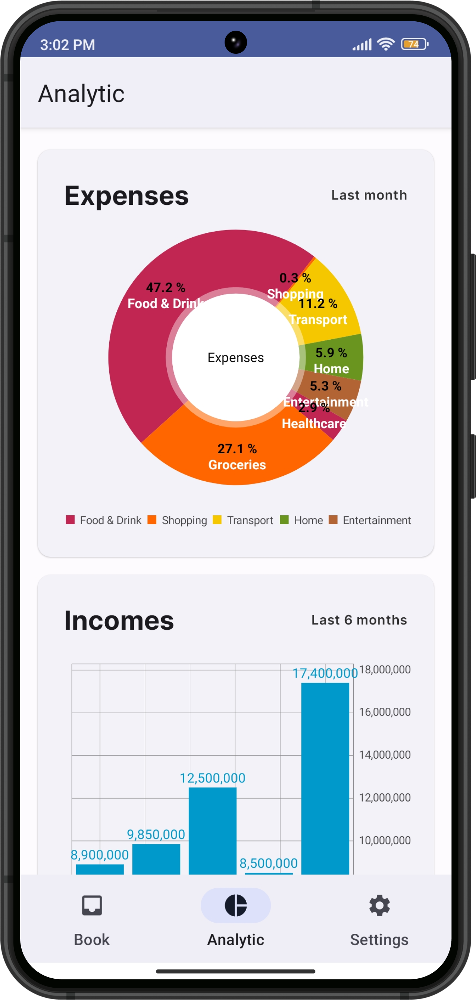 3:02 PM 74
Analytic
Expenses Last month
0.3 %
Shopping
47.2 %
Food & Drink
11.2 %
Transport
5.9 %
Home
Expenses
5.3 %
Entertainment
2.9 %
Healthcare
27.1 %
Groceries
Food & Drink Shopping Transport Home Entertainment
Incomes Last 6 months
18,000,000
17,400,000
16,000,000
14,000,000
12,500,000
12,000,000
9,850,000
10,000,000
8,900,000
8,500,000
Book Analytic Settings